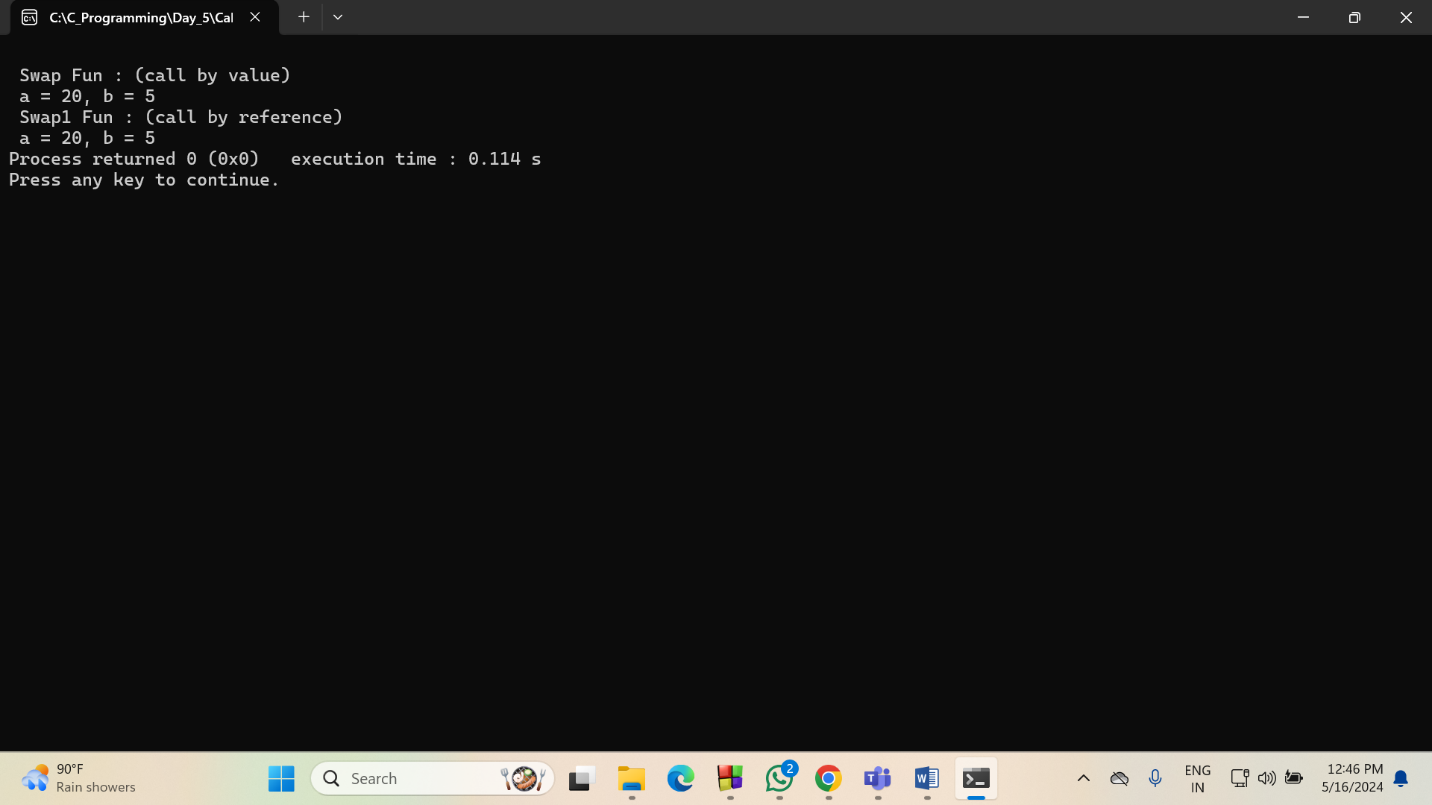 C:\C_Programming\Day_5\Cal
Swap Fun : (call by value)
a = 20, b = 5
Swap1 Fun : (call by reference)
a = 20, b = 5
Process returned 0 (0x0)   execution time : 0.114 s
Press any key to continue.
90°F
Rain showers
Search
2
ENG
IN
12:46 PM
5/16/2024